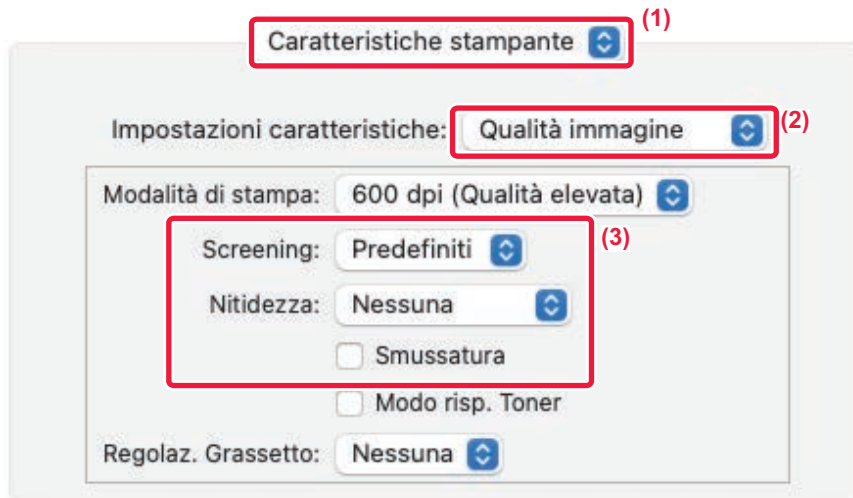 (1)
Caratteristiche stampante
Impostazioni caratteristiche: Qualità immagine (2)
Modalità di stampa: 600 dpi (Qualità elevata)
Screening: Predefiniti (3)
Nitidezza: Nessuna
Smussatura
Modo risp. Toner
Regolaz. Grassetto: Nessuna